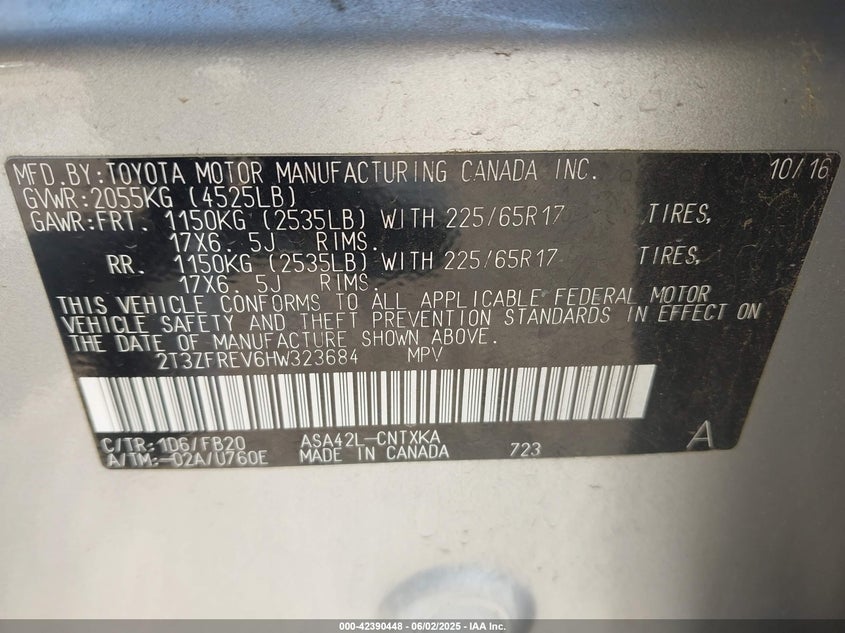 MFD.BY:TOYOTA MOTOR MANUFACTURING CANADA INC. 10/16
GVWR:2055KG (4525LB)
GAWR:FRT. 1150KG (2535LB) WITH 225/65R17 TIRES,
17X6. 5J RIMS.
RR. 1150KG (2535LB) WITH 225/65R17 TIRES,
17X6. 5J RIMS.
THIS VEHICLE CONFORMS TO ALL APPLICABLE FEDERAL MOTOR
VEHICLE SAFETY AND THEFT PREVENTION STANDARDS IN EFFECT ON
THE DATE OF MANUFACTURE SHOWN ABOVE.
2T3ZFREV6HW323684 MPV
C/TR:1D6/FB20 ASA42L-CNTXKA A
A/TM:-02A/U760E MADE IN CANADA 723
000-42390448 - 06/02/2025 - IAA Inc.